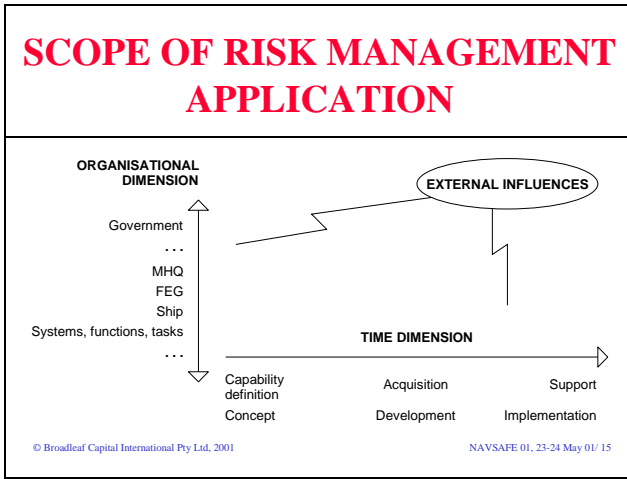 SCOPE OF RISK MANAGEMENT
APPLICATION
ORGANISATIONAL
DIMENSION
EXTERNAL INFLUENCES
Government
...
MHQ
FEG
Ship
Systems, functions, tasks
...
TIME DIMENSION
Capability
definition
Acquisition
Support
Concept
Development
Implementation
© Broadleaf Capital International Pty Ltd, 2001
NAVSAFE 01, 23-24 May 01/ 15